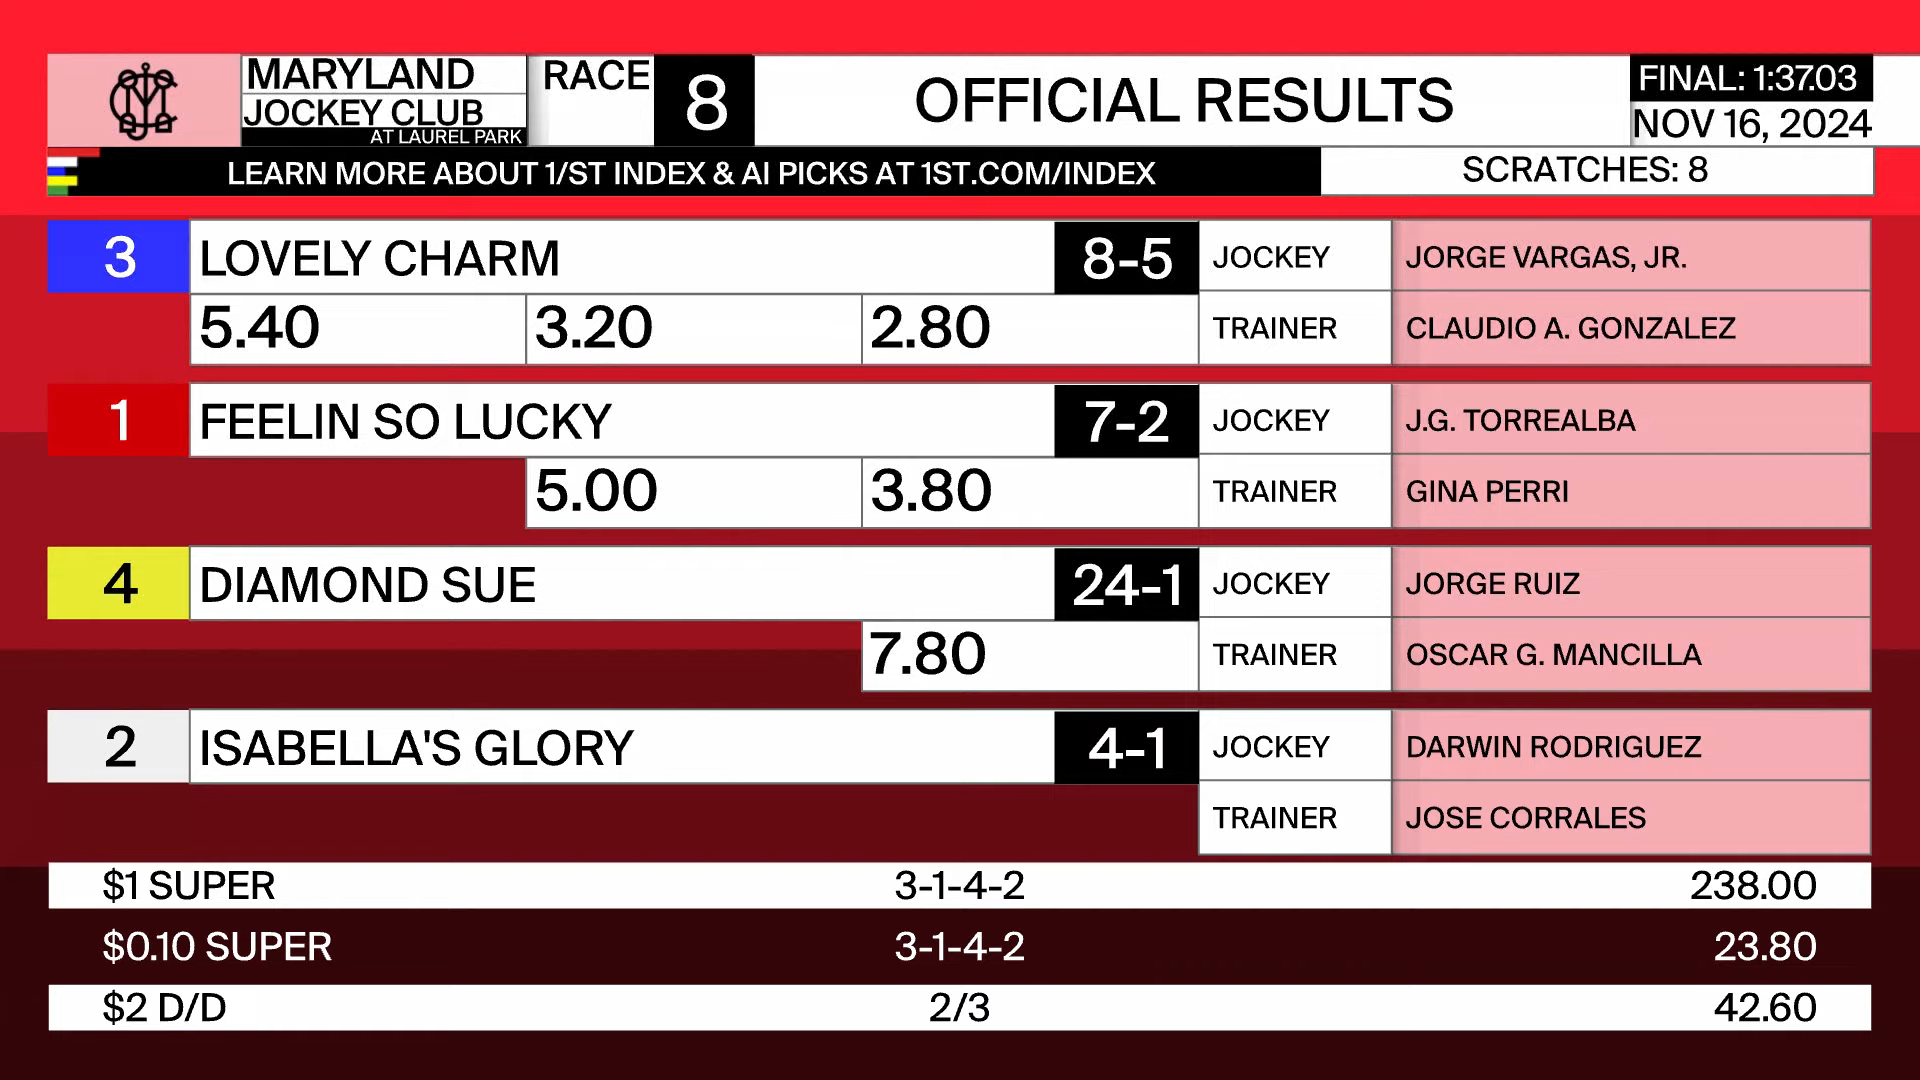 MARYLAND
JOCKEY CLUB
AT LAUREL PARK
RACE 8
OFFICIAL RESULTS
FINAL: 1:37.03
NOV 16, 2024
LEARN MORE ABOUT 1/ST INDEX & AI PICKS AT 1ST.COM/INDEX
SCRATCHES: 8
3 LOVELY CHARM 8-5 JOCKEY JORGE VARGAS, JR.
5.40 3.20 2.80 TRAINER CLAUDIO A. GONZALEZ
1 FEELIN SO LUCKY 7-2 JOCKEY J.G. TORREALBA
5.00 3.80 TRAINER GINA PERRI
4 DIAMOND SUE 24-1 JOCKEY JORGE RUIZ
7.80 TRAINER OSCAR G. MANCILLA
2 ISABELLA'S GLORY 4-1 JOCKEY DARWIN RODRIGUEZ
TRAINER JOSE CORRALES
$1 SUPER 3-1-4-2 238.00
$0.10 SUPER 3-1-4-2 23.80
$2 D/D 2/3 42.60